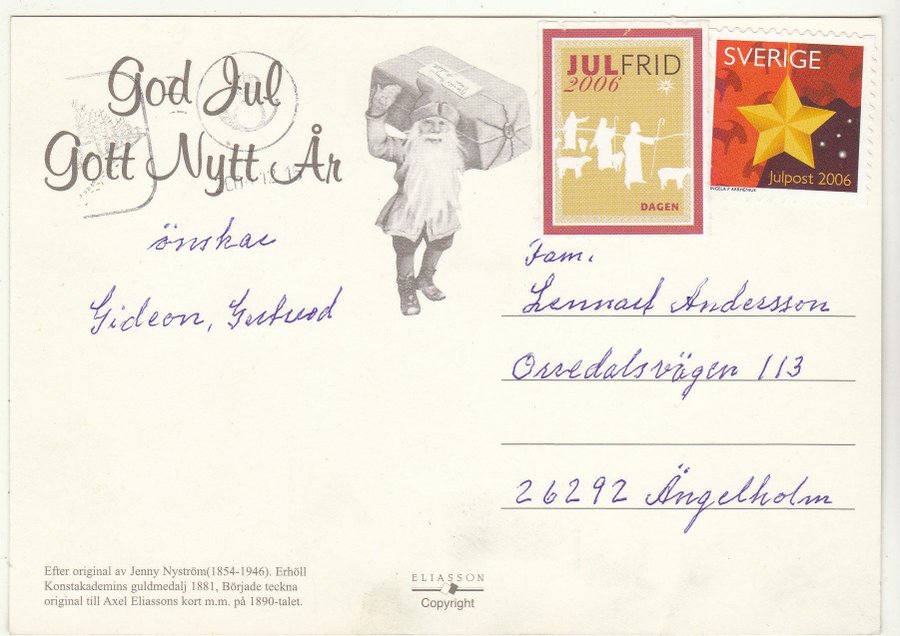 God Jul
Gott Nytt År
önskar
Gideon, Gertrud
JULFRID
2006
DAGEN
SVERIGE
Julpost 2006
INGELA P ARRHENIUS
Fam.
Lennart Andersson
Orredalsvägen 113
26292 Ängelholm
Efter original av Jenny Nyström(1854-1946). Erhöll
Konstakademins guldmedalj 1881, Började teckna
original till Axel Eliassons kort m.m. på 1890-talet.
ELIASSON
Copyright